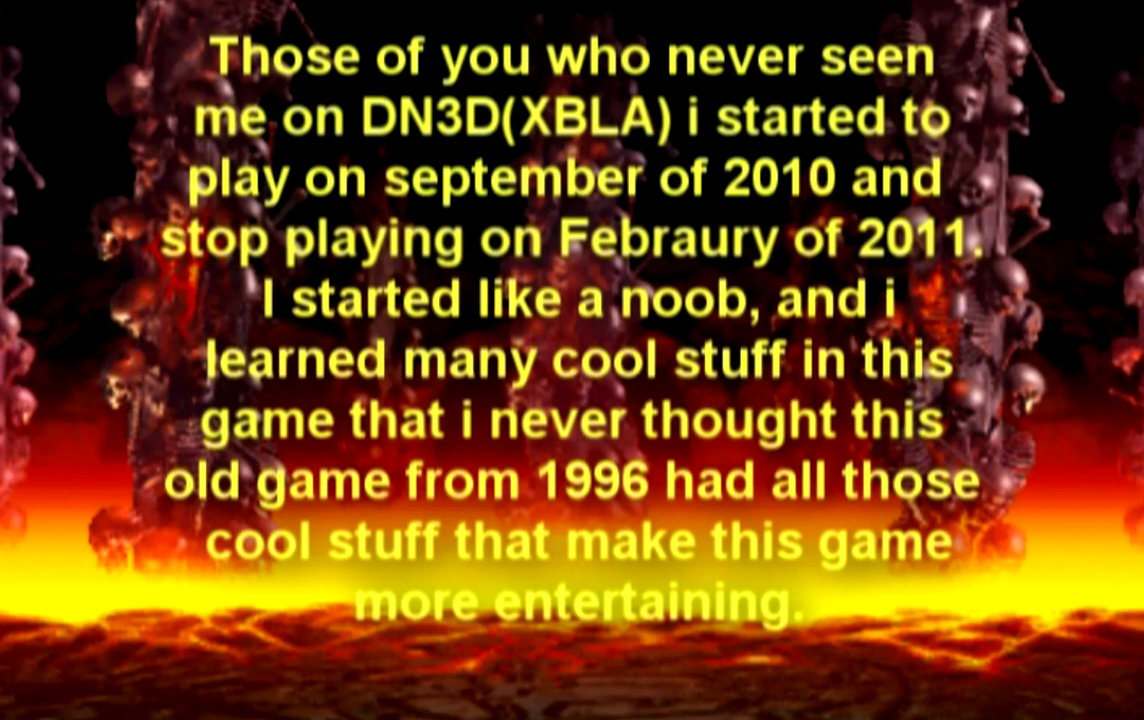 Those of you who never seen
me on DN3D(XBLA) i started to
play on september of 2010 and
stop playing on Febraury of 2011.
I started like a noob, and i
learned many cool stuff in this
game that i never thought this
old game from 1996 had all those
cool stuff that make this game
more entertaining.